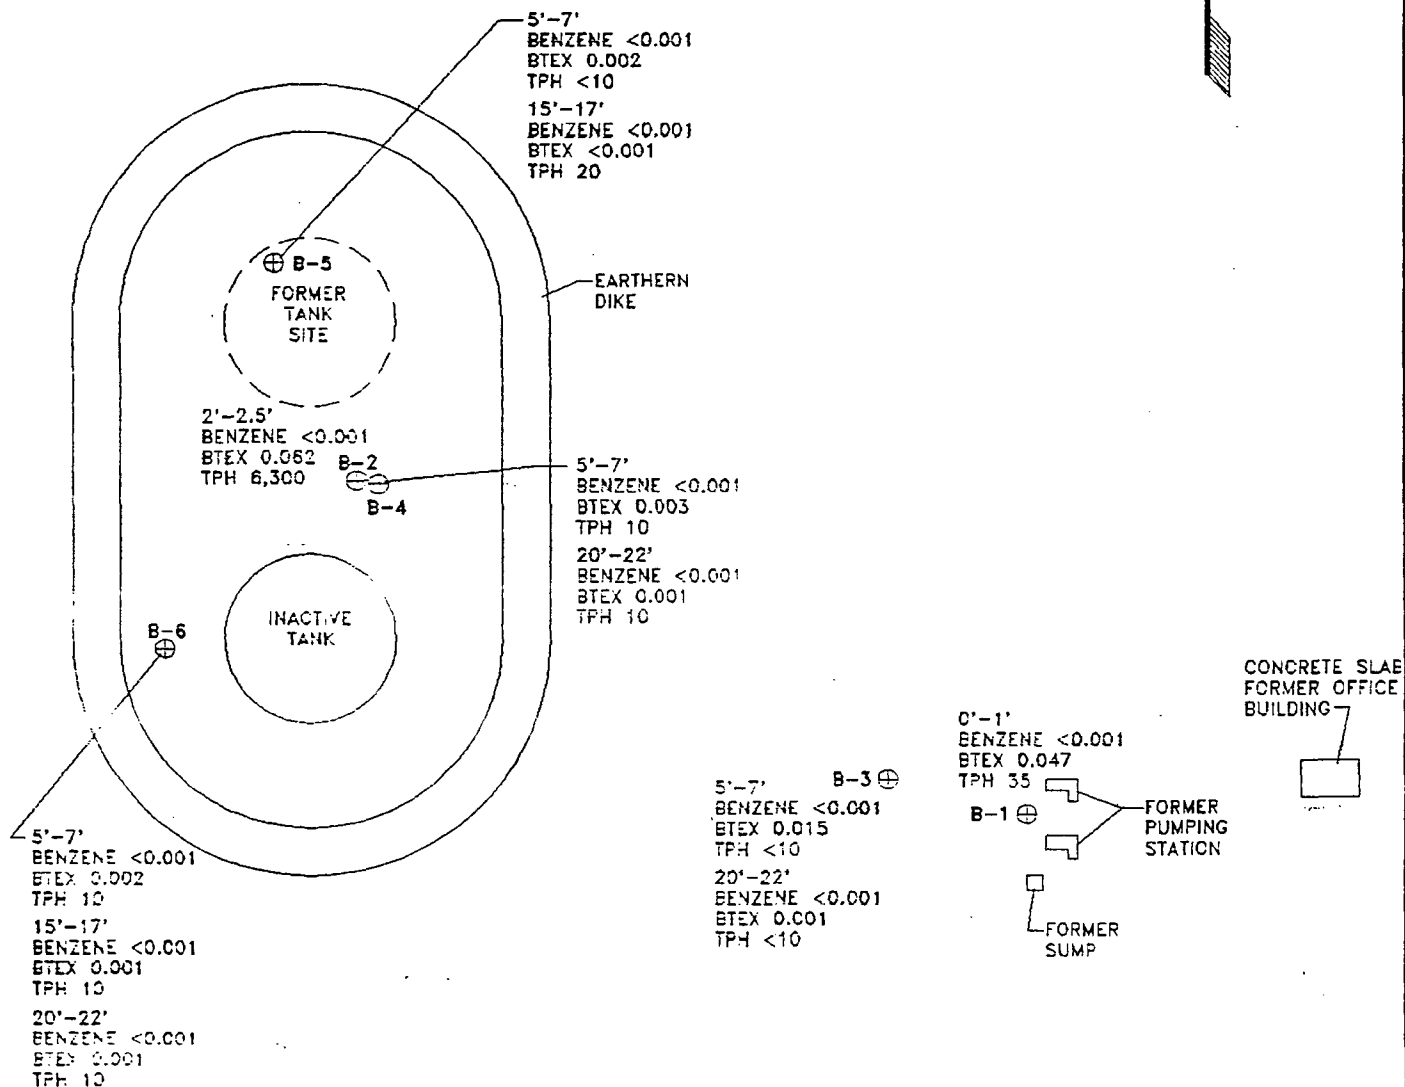 5'-7'
BENZENE <0.001
BTEX 0.002
TPH <10
15'-17'
BENZENE <0.001
BTEX <0.001
TPH 20
B-5
FORMER
TANK
SITE
EARTHERN
DIKE
2'-2.5'
BENZENE <0.001
BTEX 0.062
TPH 6,300
B-2
B-4
5'-7'
BENZENE <0.001
BTEX 0.003
TPH 10
20'-22'
BENZENE <0.001
BTEX 0.001
TPH 10
INACTIVE
TANK
B-6
5'-7'
BENZENE <0.001
BTEX 0.002
TPH 10
15'-17'
BENZENE <0.001
BTEX 0.001
TPH 10
20'-22'
BENZENE <0.001
BTEX 0.001
TPH 10
B-3
5'-7'
BENZENE <0.001
BTEX 0.015
TPH <10
20'-22'
BENZENE <0.001
BTEX 0.001
TPH <10
0'-1'
BENZENE <0.001
BTEX 0.047
TPH 35
B-1
FORMER
PUMPING
STATION
FORMER
SUMP
CONCRETE SLAB
FORMER OFFICE
BUILDING